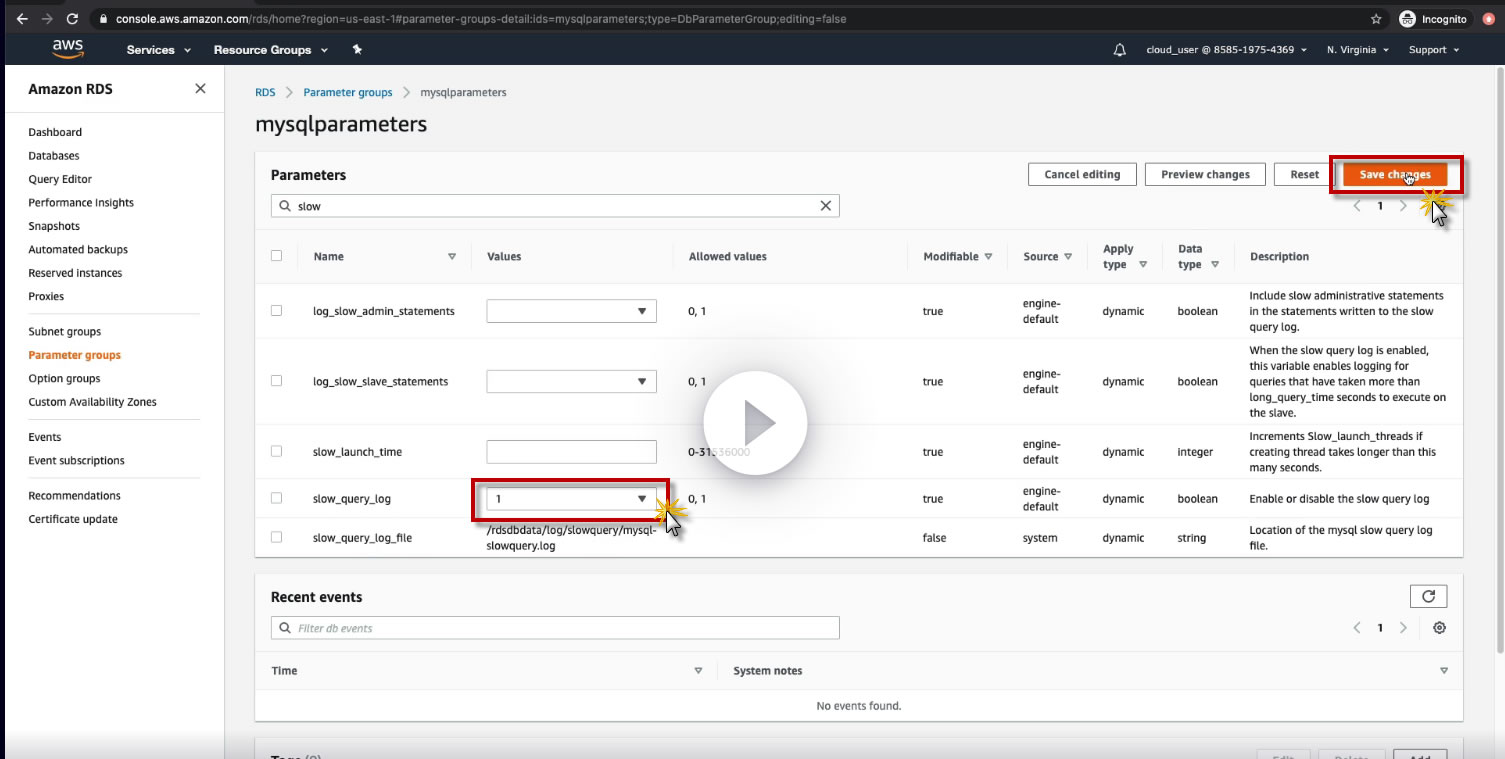 console.aws.amazon.com/rds/home?region=us-east-1#parameter-groups-detail:ids=mysqlparameters;type=DbParameterGroup;editing=false
Incognito
aws
Services
Resource Groups
cloud_user @ 8585-1975-4369
N. Virginia
Support
Amazon RDS
Dashboard
Databases
Query Editor
Performance Insights
Snapshots
Automated backups
Reserved instances
Proxies
Subnet groups
Parameter groups
Option groups
Custom Availability Zones
Events
Event subscriptions
Recommendations
Certificate update
RDS > Parameter groups > mysqlparameters
mysqlparameters
Parameters
Cancel editing
Preview changes
Reset
Save changes
slow
1
Name
Values
Allowed values
Modifiable
Source
Apply
type
Data
type
Description
log_slow_admin_statements
0, 1
true
engine-
default
dynamic
boolean
Include slow administrative statements
in the statements written to the slow
query log.
log_slow_slave_statements
0, 1
true
engine-
default
dynamic
boolean
When the slow query log is enabled,
this variable enables logging for
queries that have taken more than
long_query_time seconds to execute on
the slave.
slow_launch_time
0-31536000
true
engine-
default
dynamic
integer
Increments Slow_launch_threads if
creating thread takes longer than this
many seconds.
slow_query_log
1
0, 1
true
engine-
default
dynamic
boolean
Enable or disable the slow query log
slow_query_log_file
/rdsdbdata/log/slowquery/mysql-
slowquery.log
false
system
dynamic
string
Location of the mysql slow query log
file.
Recent events
Filter db events
1
Time
System notes
No events found.
Tags (0)
Edit
Delete
Add